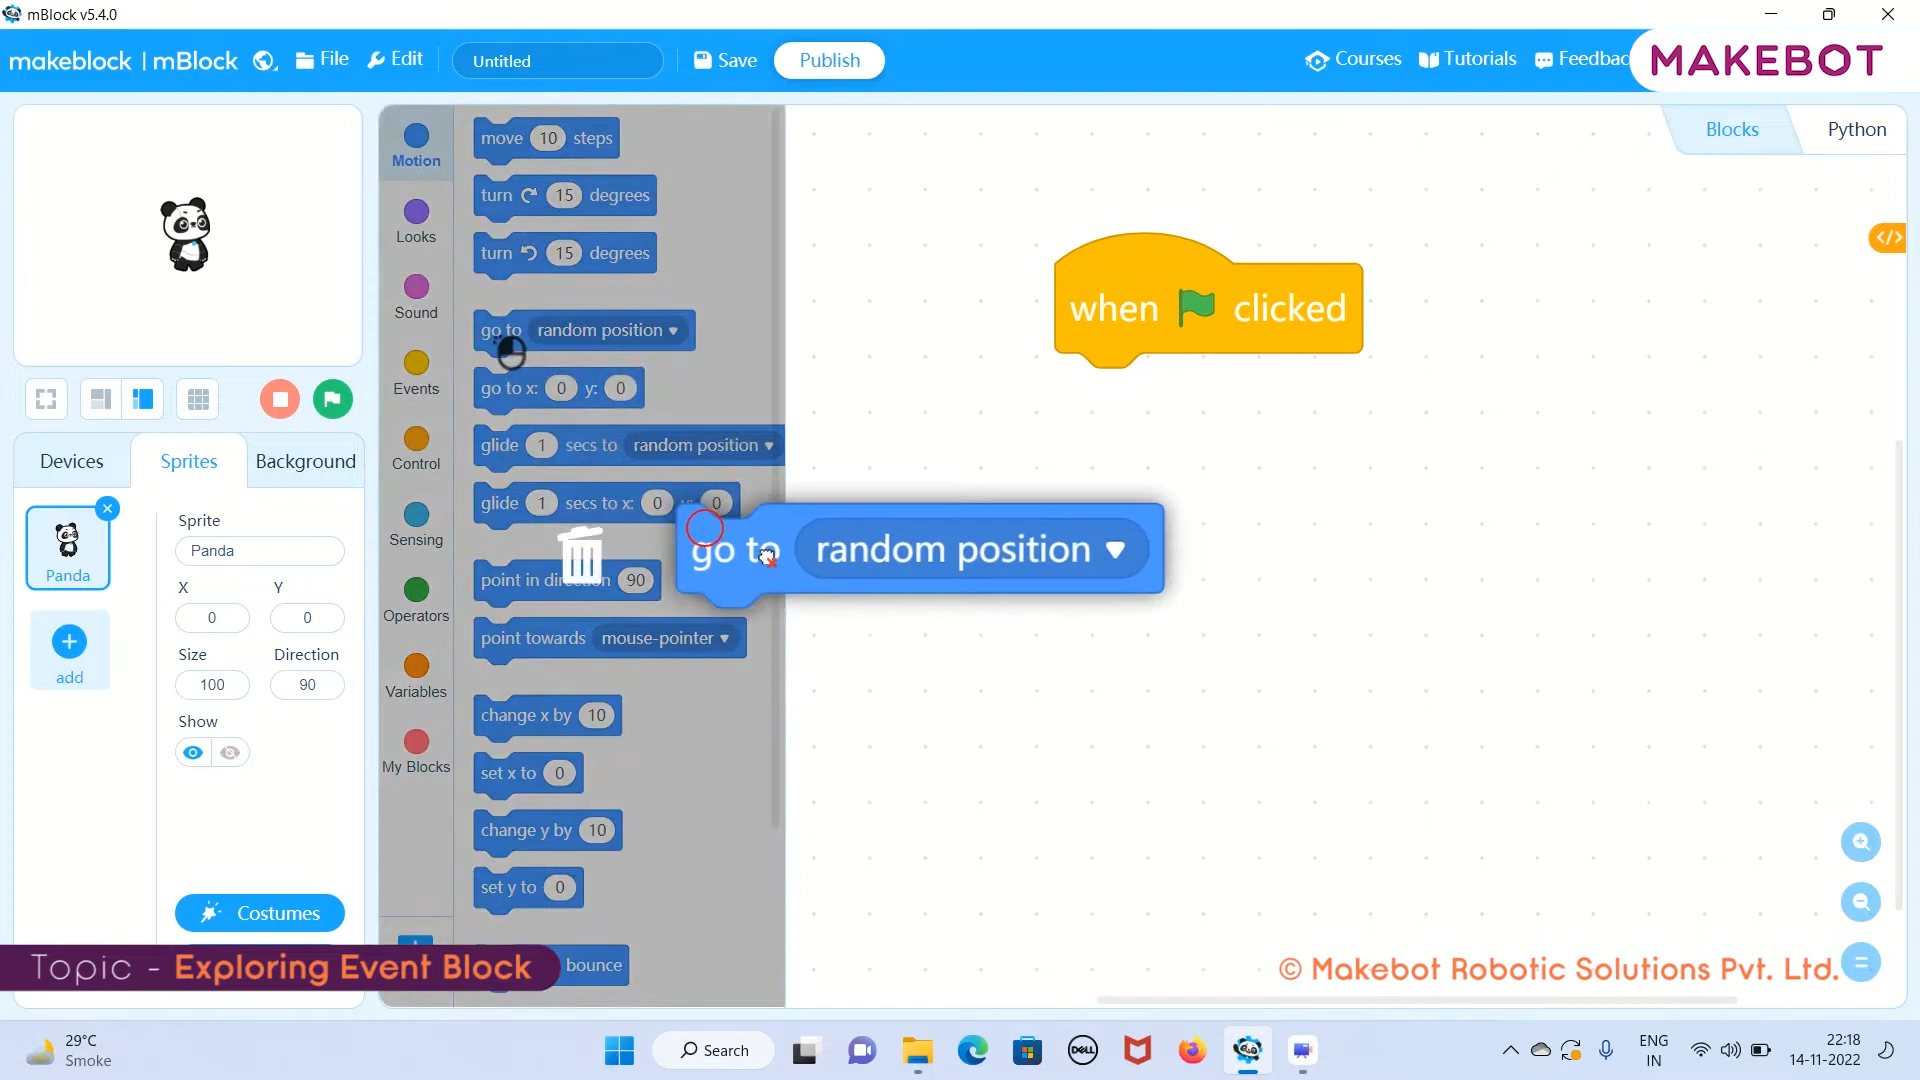 mBlock v5.4.0
makeblock | mBlock File Edit Untitled Save Publish Courses Tutorials Feedbac MAKEBOT
Blocks Python
Motion
Looks
Sound
Events
Control
Sensing
Operators
Variables
My Blocks
move 10 steps
turn 15 degrees
turn 15 degrees
go to random position
go to x: 0 y: 0
glide 1 secs to random position
glide 1 secs to x: 0 y: 0
point in direction 90
point towards mouse-pointer
change x by 10
set x to 0
change y by 10
set y to 0
bounce
when clicked
go to random position
Devices Sprites Background
Panda
add
Sprite
Panda
X Y
0 0
Size Direction
100 90
Show
Costumes
Topic - Exploring Event Block
© Makebot Robotic Solutions Pvt. Ltd.
29°C
Smoke
Search
DELL
ENG
IN
22:18
14-11-2022